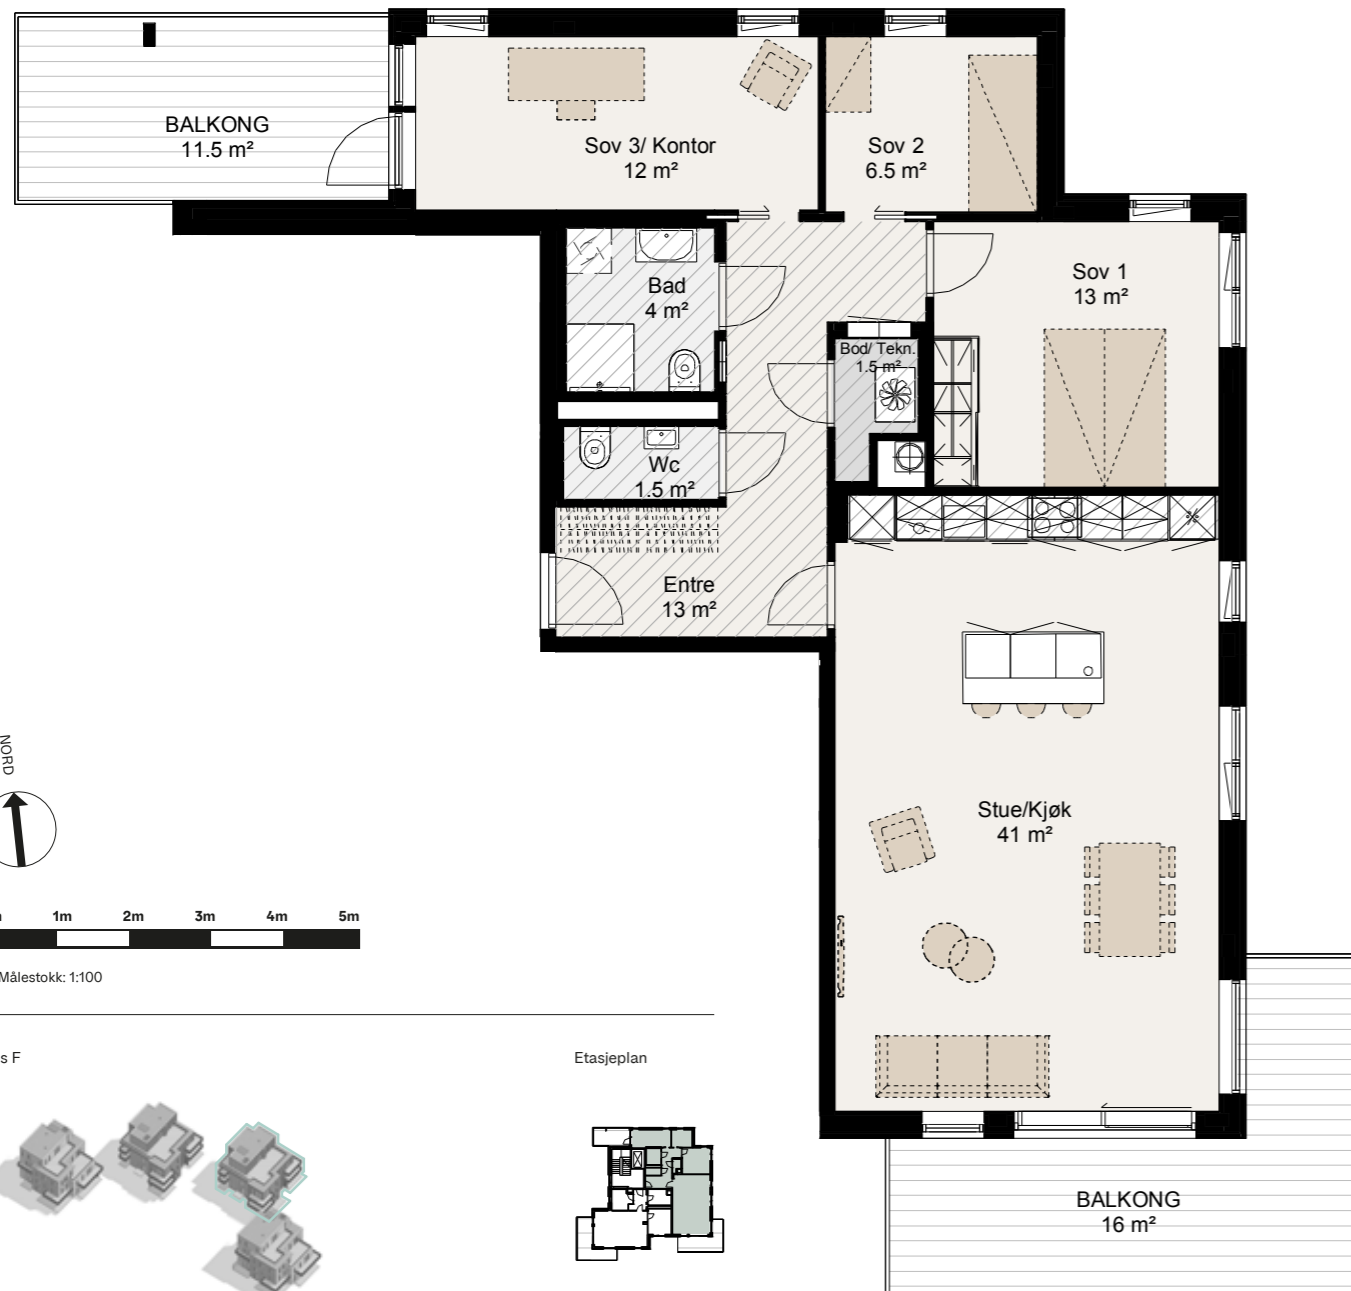 BALKONG
11.5 m²
Sov 3/ Kontor
12 m²
Sov 2
6.5 m²
Sov 1
13 m²
Bad
4 m²
Bod/ Tekn.
1.5 m²
Wc
1.5 m²
Entre
13 m²
Stue/Kjøk
41 m²
NORD
1m 2m 3m 4m 5m
Målestokk: 1:100
s F
Etasjeplan
BALKONG
16 m²